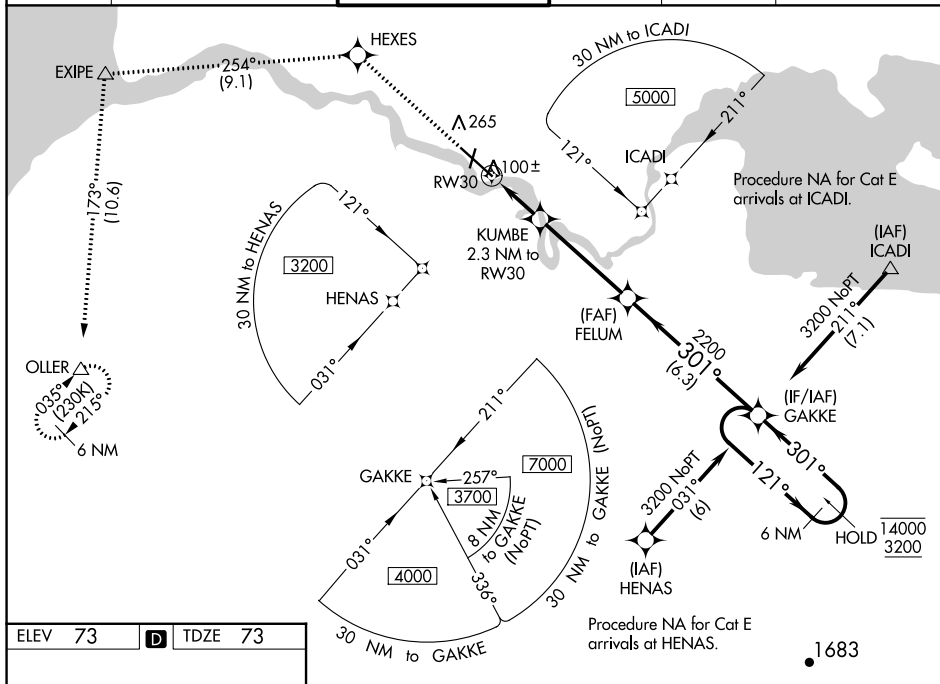 HEXES
EXIPE
254°
(9.1)
173°
(10.6)
265
100±
RW30
30 NM to ICADI
5000
211°
121°
ICADI
Procedure NA for Cat E
arrivals at ICADI.
(IAF)
ICADI
3200 NoPT
211°
(7.1)
30 NM to HENAS
121°
3200
HENAS
031°
KUMBE
2.3 NM to
RW30
(FAF)
FELUM
2200
301°
(6.3)
(IF/IAF)
GAKKE
OLLER
035°
(230K)
215°
6 NM
211°
GAKKE
257°
3700
8 NM
to GAKKE
(NoPT)
7000
30 NM to GAKKE (NoPT)
336°
031°
4000
30 NM to GAKKE
3200 NoPT
031°
(6)
301°
121°
6 NM
HOLD
14000
3200
(IAF)
HENAS
Procedure NA for Cat E
arrivals at HENAS.
1683
ELEV 73 D TDZE 73